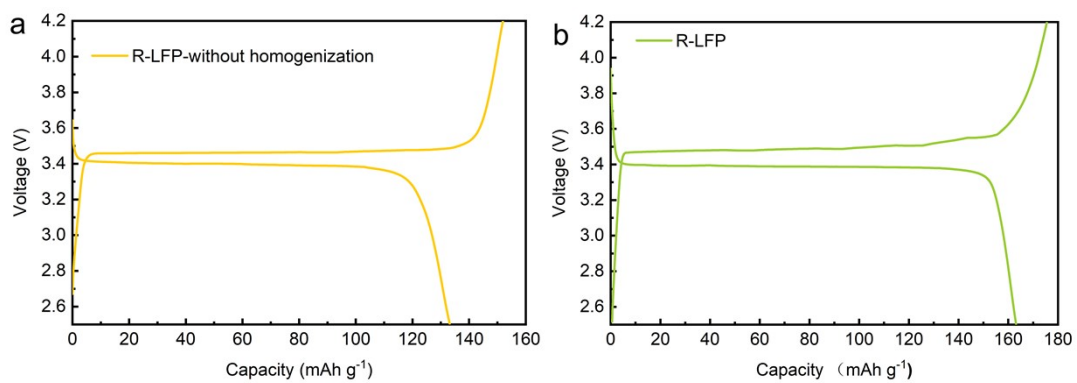 a
R-LFP-without homogenization
Voltage (V)
4.2
4.0
3.8
3.6
3.4
3.2
3.0
2.8
2.6
0 20 40 60 80 100 120 140 160
Capacity (mAh g⁻¹)
b
R-LFP
Voltage (V)
4.2
4.0
3.8
3.6
3.4
3.2
3.0
2.8
2.6
0 20 40 60 80 100 120 140 160
Capacity （mAh g⁻¹)